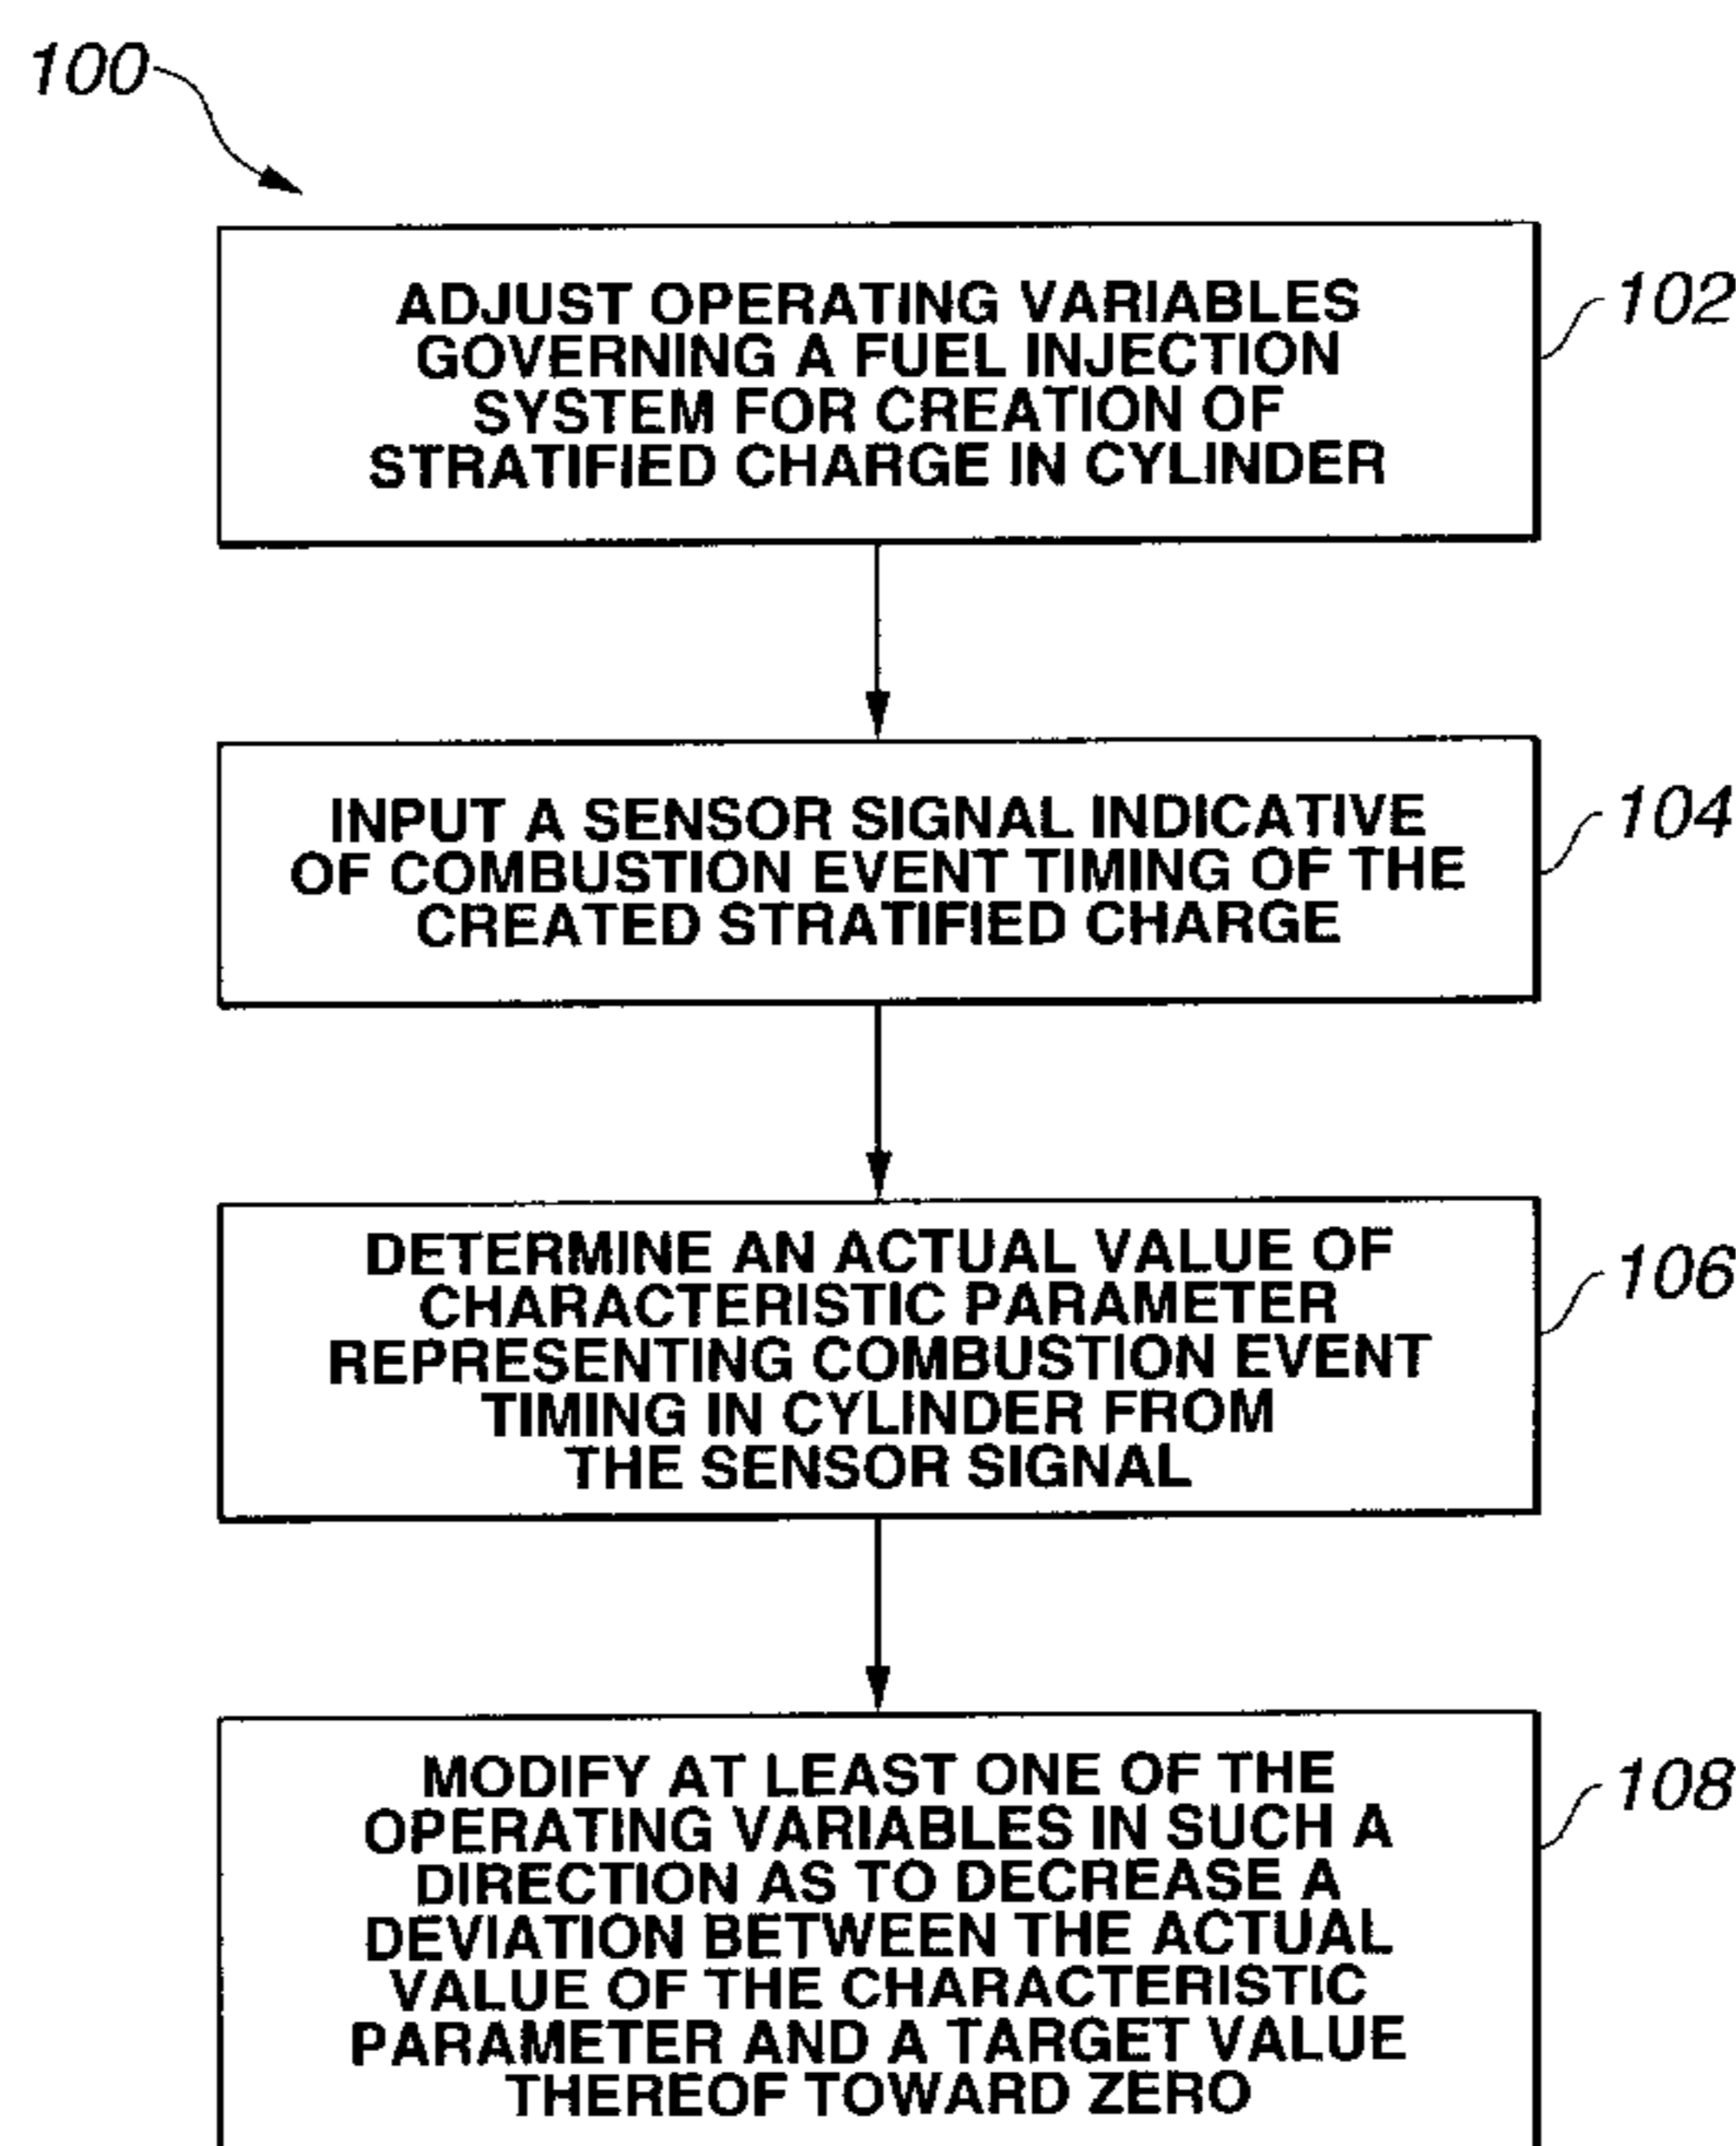 100
ADJUST OPERATING VARIABLES
GOVERNING A FUEL INJECTION
SYSTEM FOR CREATION OF
STRATIFIED CHARGE IN CYLINDER
102
INPUT A SENSOR SIGNAL INDICATIVE
OF COMBUSTION EVENT TIMING OF THE
CREATED STRATIFIED CHARGE
104
DETERMINE AN ACTUAL VALUE OF
CHARACTERISTIC PARAMETER
REPRESENTING COMBUSTION EVENT
TIMING IN CYLINDER FROM
THE SENSOR SIGNAL
106
MODIFY AT LEAST ONE OF THE
OPERATING VARIABLES IN SUCH A
DIRECTION AS TO DECREASE A
DEVIATION BETWEEN THE ACTUAL
VALUE OF THE CHARACTERISTIC
PARAMETER AND A TARGET VALUE
THEREOF TOWARD ZERO
108